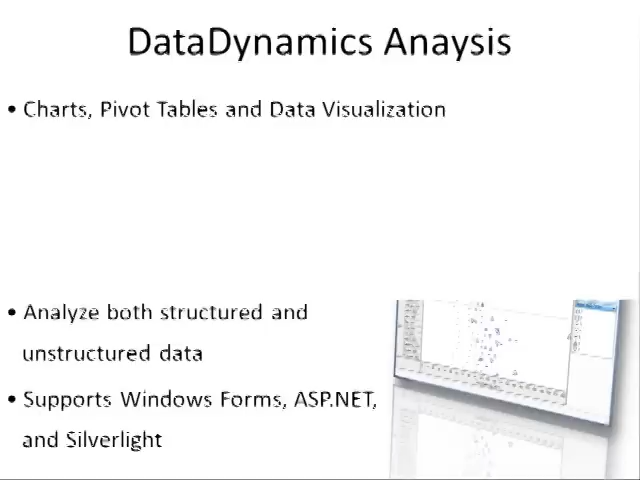 DataDynamics Anaysis
• Charts, Pivot Tables and Data Visualization
• Analyze both structured and
unstructured data
• Supports Windows Forms, ASP.NET,
and Silverlight